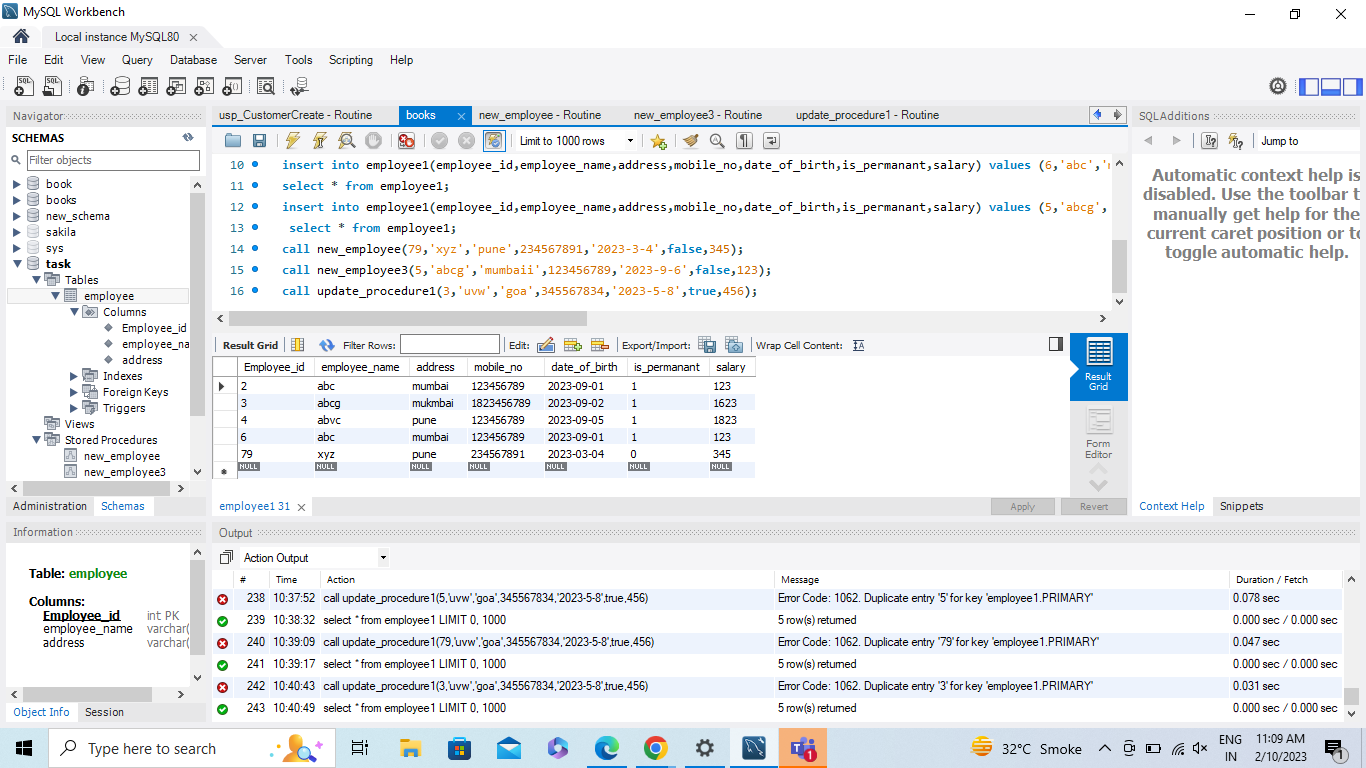 MySQL Workbench
Local instance MySQL80
File Edit View Query Database Server Tools Scripting Help
Navigator
SCHEMAS
Filter objects
book
books
new_schema
sakila
sys
task
Tables
employee
Columns
Employee_id
employee_na
address
Indexes
Foreign Keys
Triggers
Views
Stored Procedures
new_employee
new_employee3
Administration Schemas
Information
Table: employee
Columns:
Employee_id int PK
employee_name varchar(
address varchar(
Object Info Session
usp_CustomerCreate - Routine books new_employee - Routine new_employee3 - Routine update_procedure1 - Routine
Limit to 1000 rows
10 insert into employee1(employee_id,employee_name,address,mobile_no,date_of_birth,is_permanant,salary) values (6,'abc','m
11 select * from employee1;
12 insert into employee1(employee_id,employee_name,address,mobile_no,date_of_birth,is_permanant,salary) values (5,'abcg',
13 select * from employee1;
14 call new_employee(79,'xyz','pune',234567891,'2023-3-4',false,345);
15 call new_employee3(5,'abcg','mumbaii',123456789,'2023-9-6',false,123);
16 call update_procedure1(3,'uvw','goa',345567834,'2023-5-8',true,456);
Result Grid Filter Rows: Edit: Export/Import: Wrap Cell Content:
Employee_id employee_name address mobile_no date_of_birth is_permanant salary
2 abc mumbai 123456789 2023-09-01 1 123
3 abcg mukmbai 1823456789 2023-09-02 1 1623
4 abvc pune 123456789 2023-09-05 1 1823
6 abc mumbai 123456789 2023-09-01 1 123
79 xyz pune 234567891 2023-03-04 0 345
NULL NULL NULL NULL NULL NULL NULL
Result
Grid
Form
Editor
employee1 31 Apply Revert
SQLAdditions
Jump to
Automatic context help is
disabled. Use the toolbar t
manually get help for the
current caret position or to
toggle automatic help.
Context Help Snippets
Output
Action Output
# Time Action Message Duration / Fetch
238 10:37:52 call update_procedure1(5,'uvw','goa',345567834,'2023-5-8',true,456) Error Code: 1062. Duplicate entry '5' for key 'employee1.PRIMARY' 0.078 sec
239 10:38:32 select * from employee1 LIMIT 0, 1000 5 row(s) returned 0.000 sec / 0.000 sec
240 10:39:09 call update_procedure1(79,'uvw','goa',345567834,'2023-5-8',true,456) Error Code: 1062. Duplicate entry '79' for key 'employee1.PRIMARY' 0.047 sec
241 10:39:17 select * from employee1 LIMIT 0, 1000 5 row(s) returned 0.000 sec / 0.000 sec
242 10:40:43 call update_procedure1(3,'uvw','goa',345567834,'2023-5-8',true,456) Error Code: 1062. Duplicate entry '3' for key 'employee1.PRIMARY' 0.031 sec
243 10:40:49 select * from employee1 LIMIT 0, 1000 5 row(s) returned 0.000 sec / 0.000 sec
Type here to search
32°C Smoke
ENG
IN
11:09 AM
2/10/2023
1
1